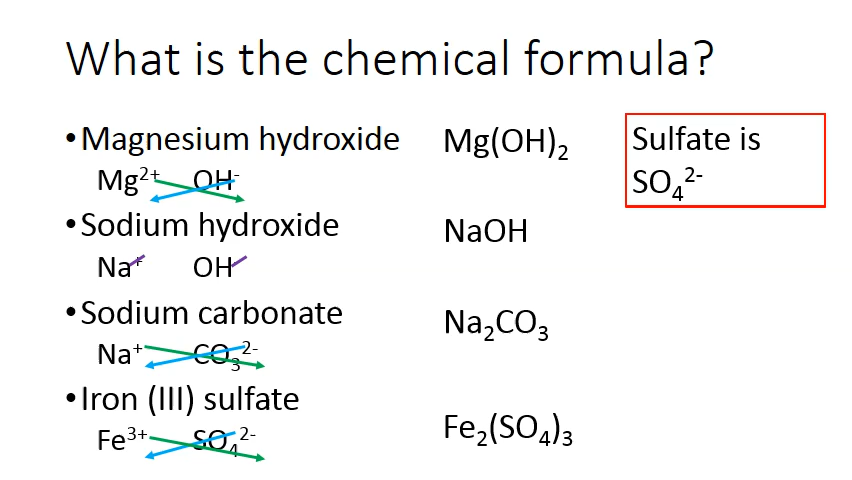 What is the chemical formula?
•Magnesium hydroxide
Mg(OH)₂
Mg²⁺ OH⁻
•Sodium hydroxide
NaOH
Na⁺ OH
•Sodium carbonate
Na₂CO₃
Na⁺ CO₃²⁻
•Iron (III) sulfate
Fe₂(SO₄)₃
Fe³⁺ SO₄²⁻
Sulfate is
SO₄²⁻